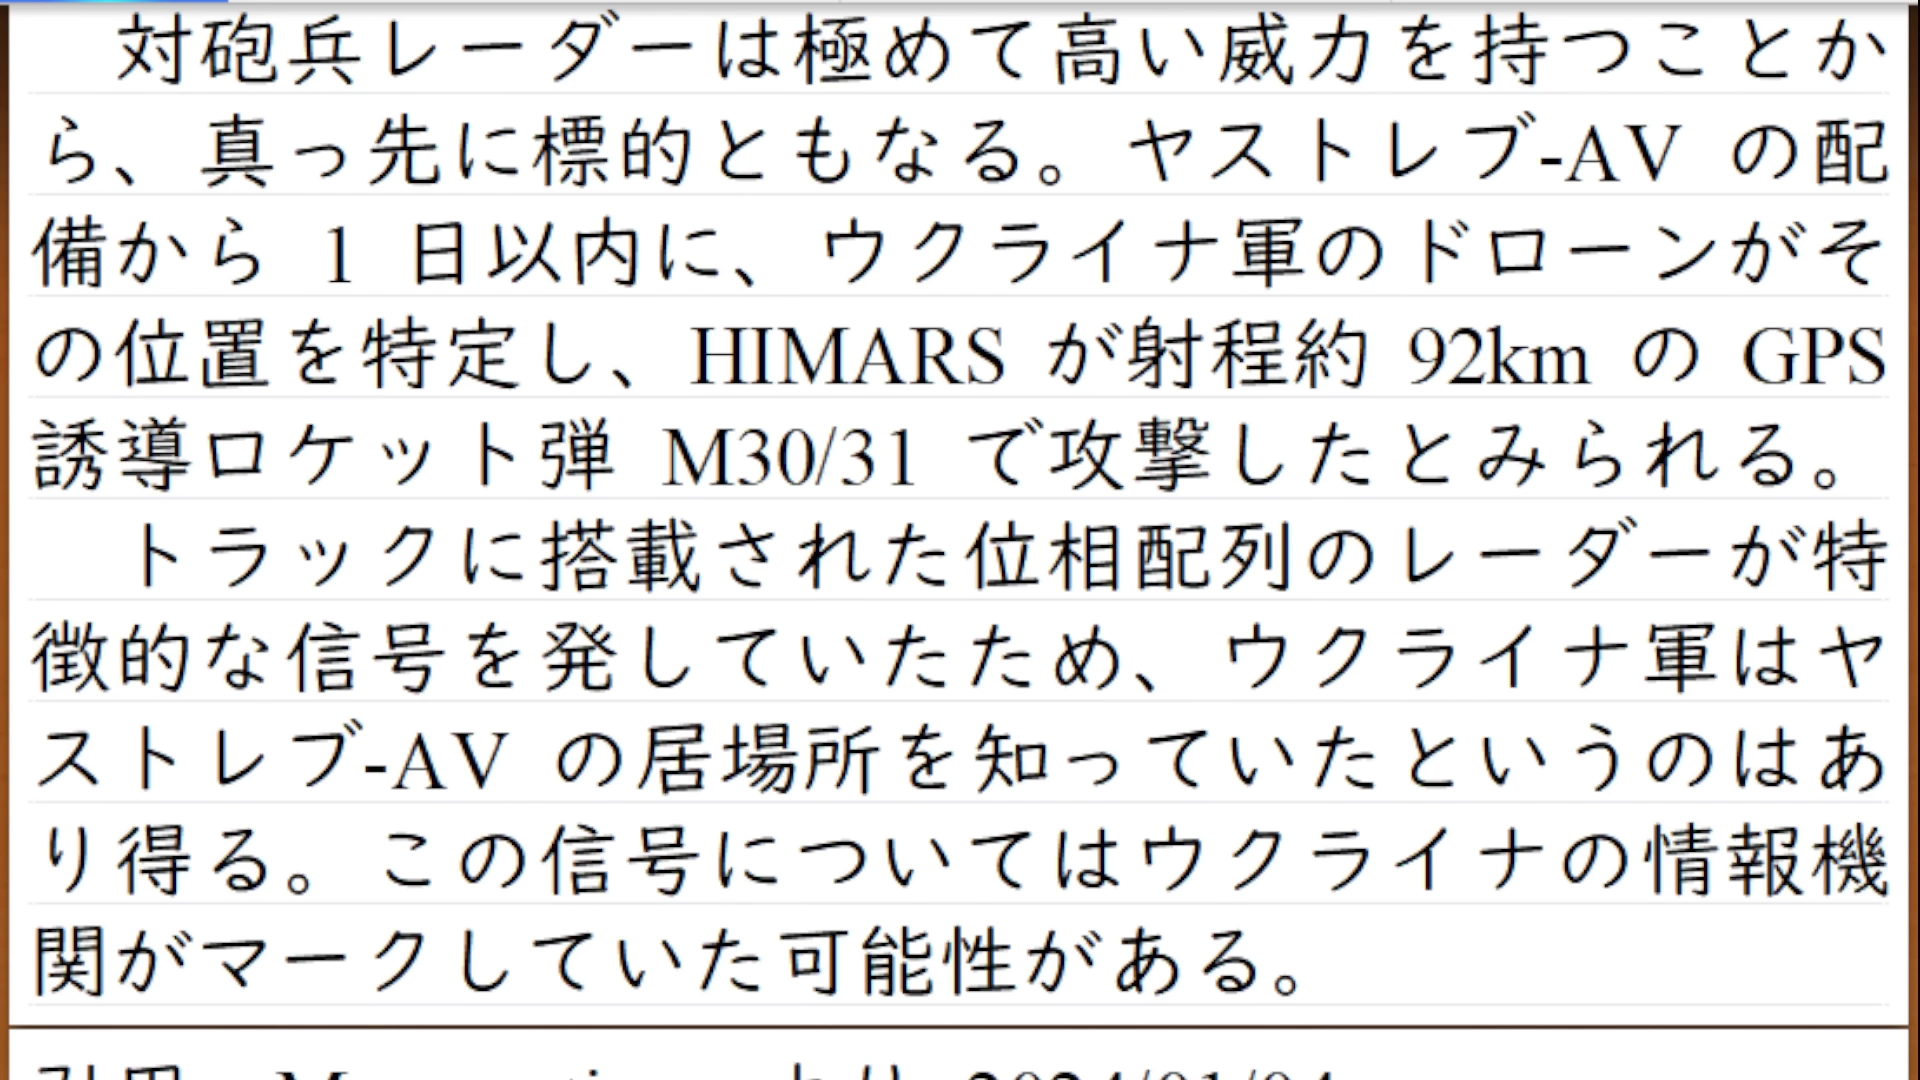 対砲兵レーダーは極めて高い威力を持つことか
ら、真っ先に標的ともなる。ヤストレブ-AV の配
備から 1 日以内に、ウクライナ軍のドローンがそ
の位置を特定し、HIMARS が射程約 92km の GPS
誘導ロケット弾 M30/31 で攻撃したとみられる。
トラックに搭載された位相配列のレーダーが特
徴的な信号を発していたため、ウクライナ軍はヤ
ストレブ-AV の居場所を知っていたというのはあ
り得る。この信号についてはウクライナの情報機
関がマークしていた可能性がある。
2024/01/04